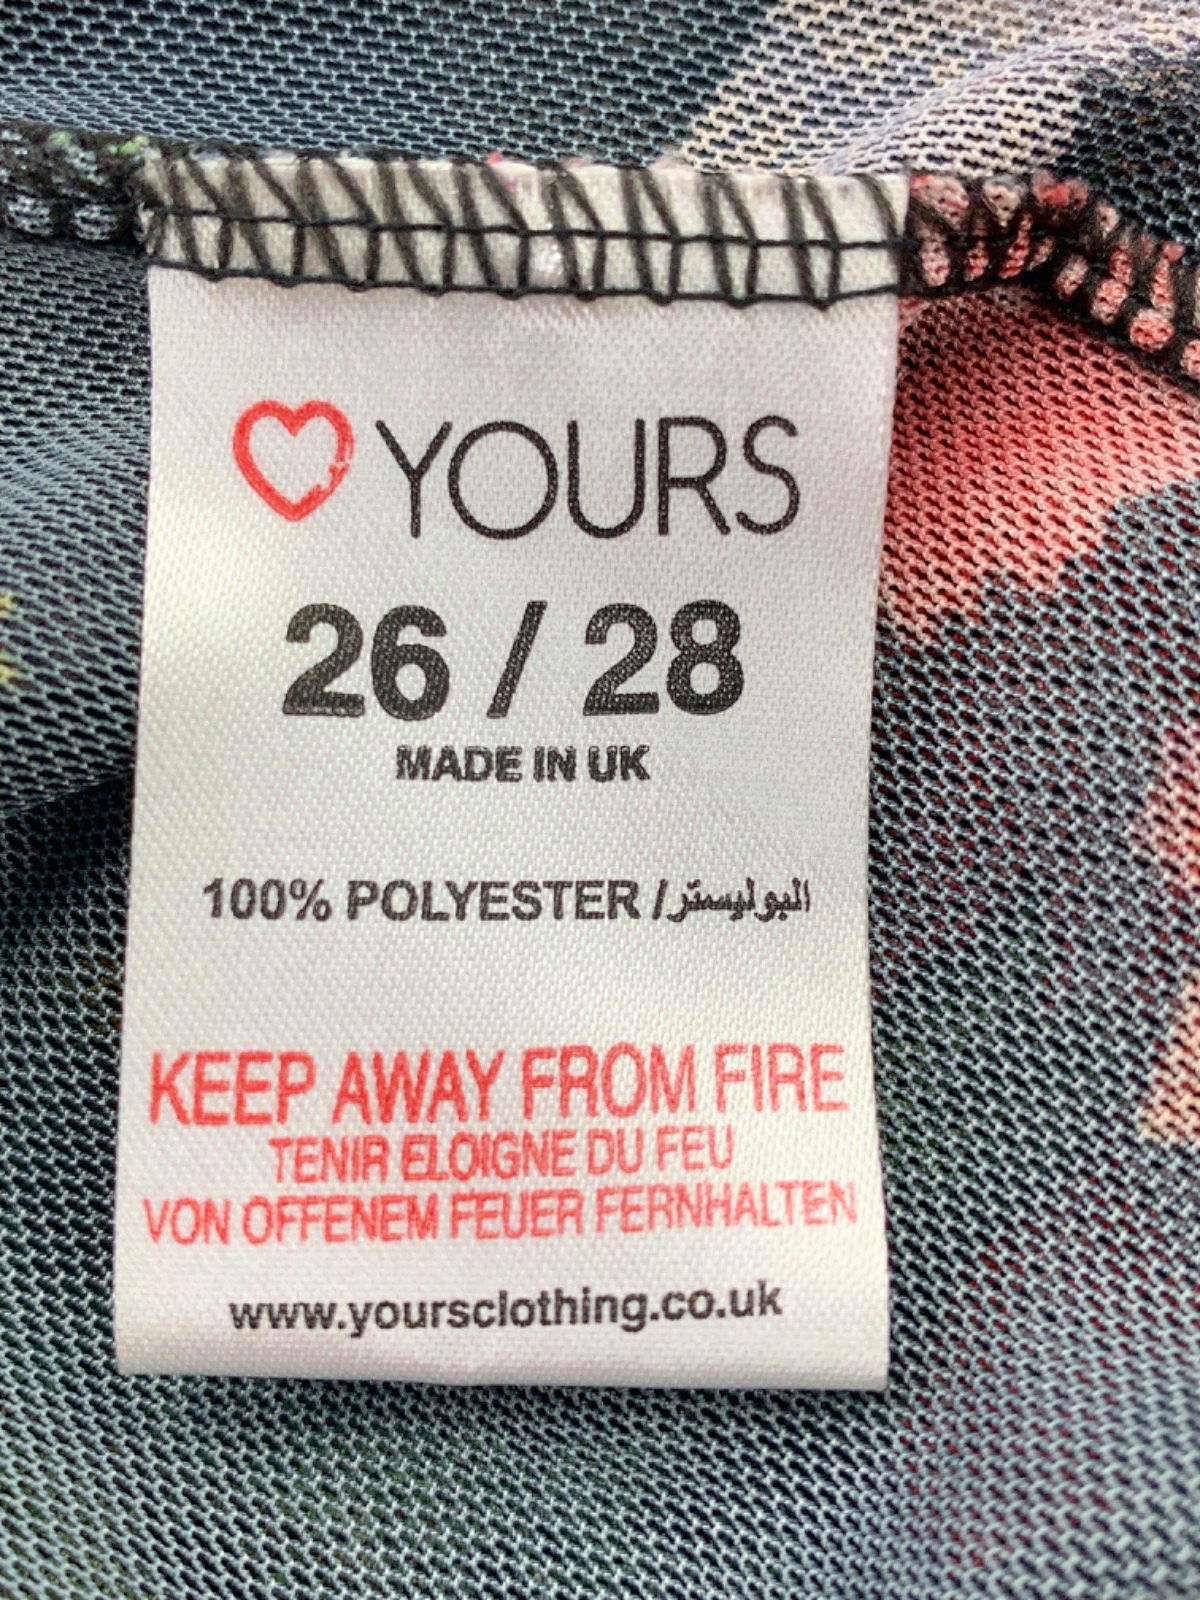 YOURS
26 / 28
MADE IN UK
100% POLYESTER / البوليستر
KEEP AWAY FROM FIRE
TENIR ELOIGNE DU FEU
VON OFFENEM FEUER FERNHALTEN
www.yoursclothing.co.uk